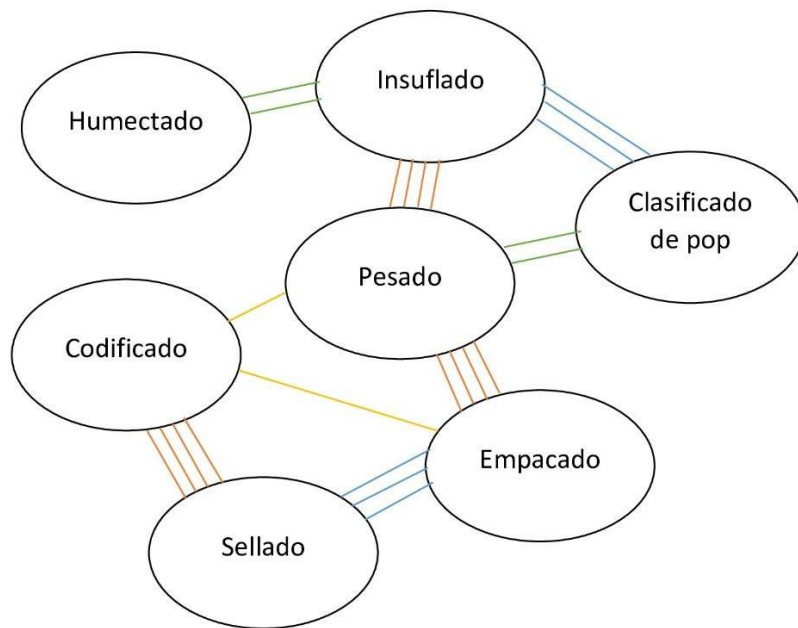 Insuflado
Humectado
Clasificado
de pop
Pesado
Codificado
Empacado
Sellado